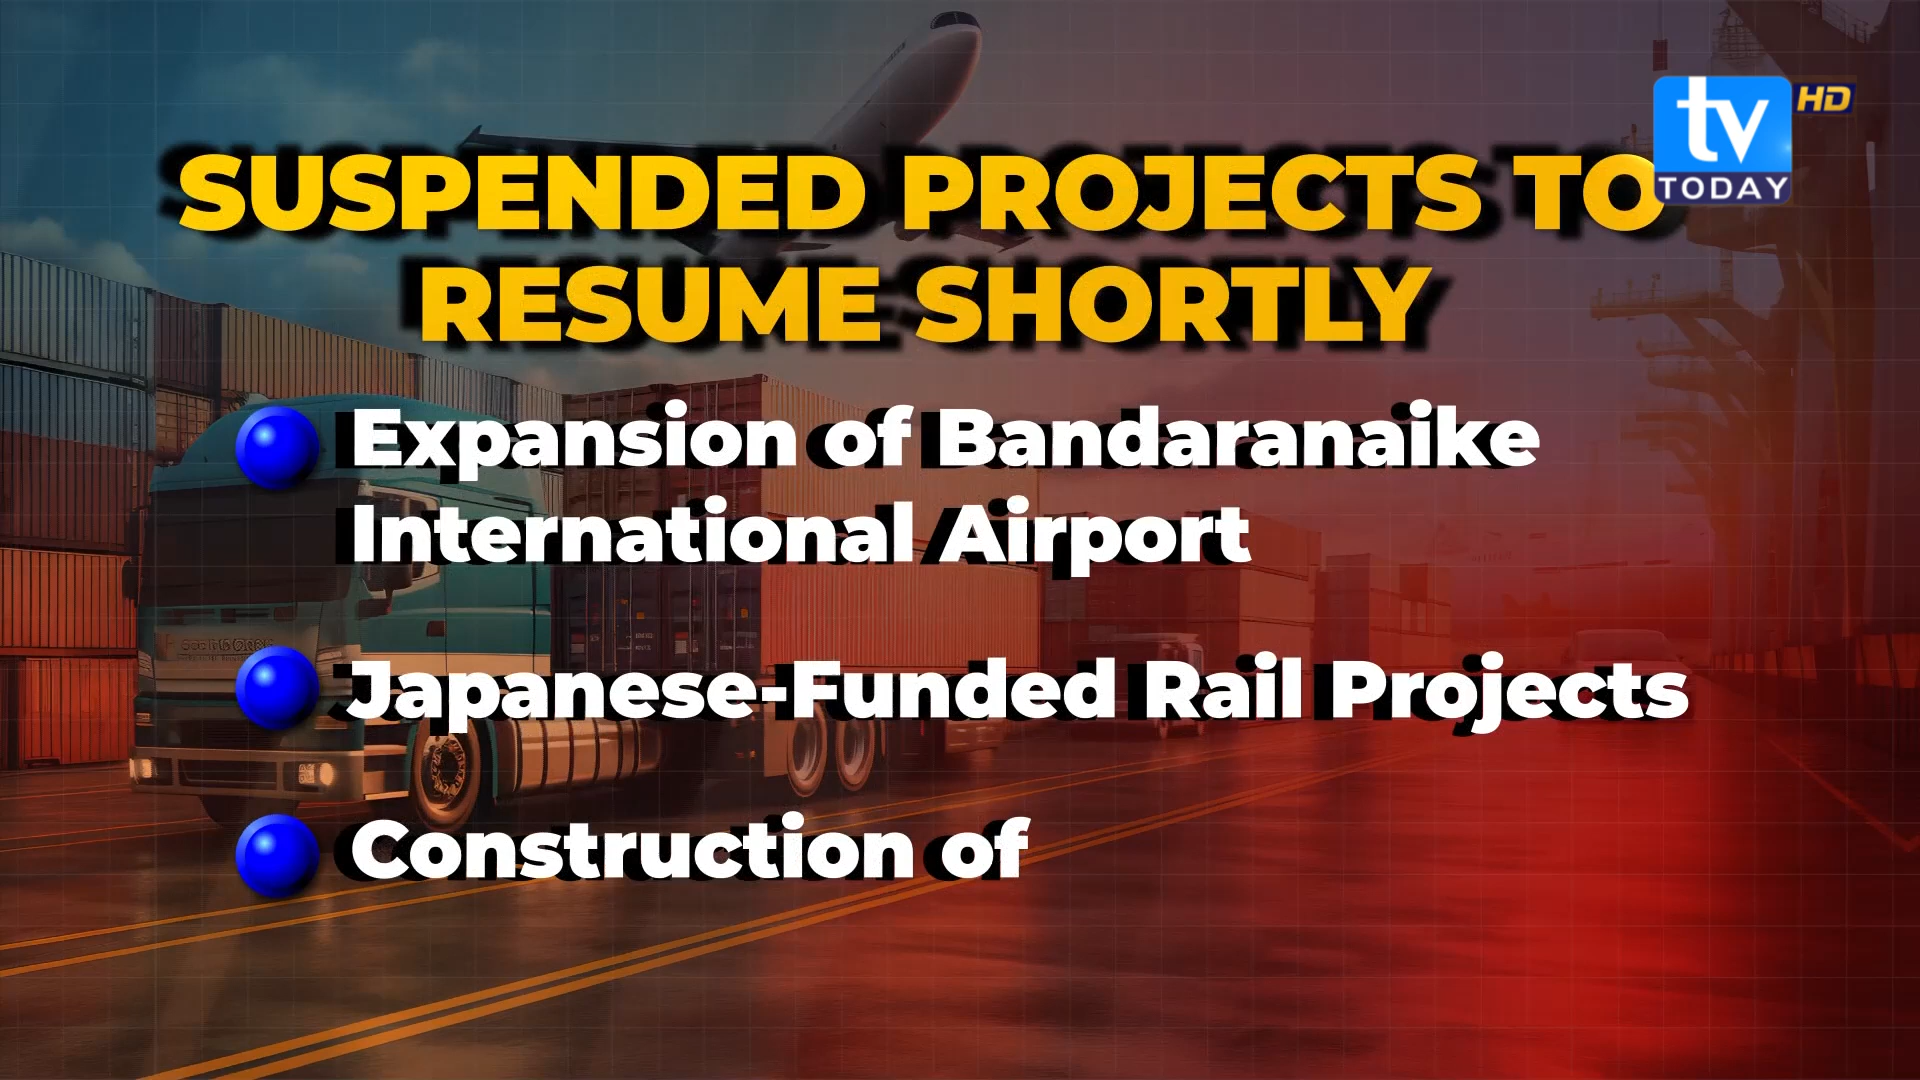 tv
HD
TODAY
SUSPENDED PROJECTS TO
RESUME SHORTLY
Expansion of Bandaranaike
International Airport
Japanese-Funded Rail Projects
Construction of